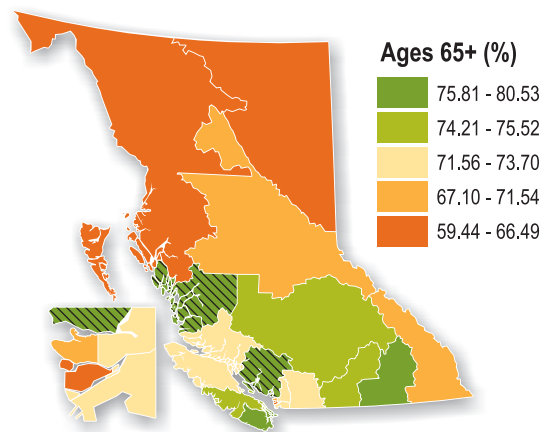 Ages 65+ (%)
75.81 - 80.53
74.21 - 75.52
71.56 - 73.70
67.10 - 71.54
59.44 - 66.49